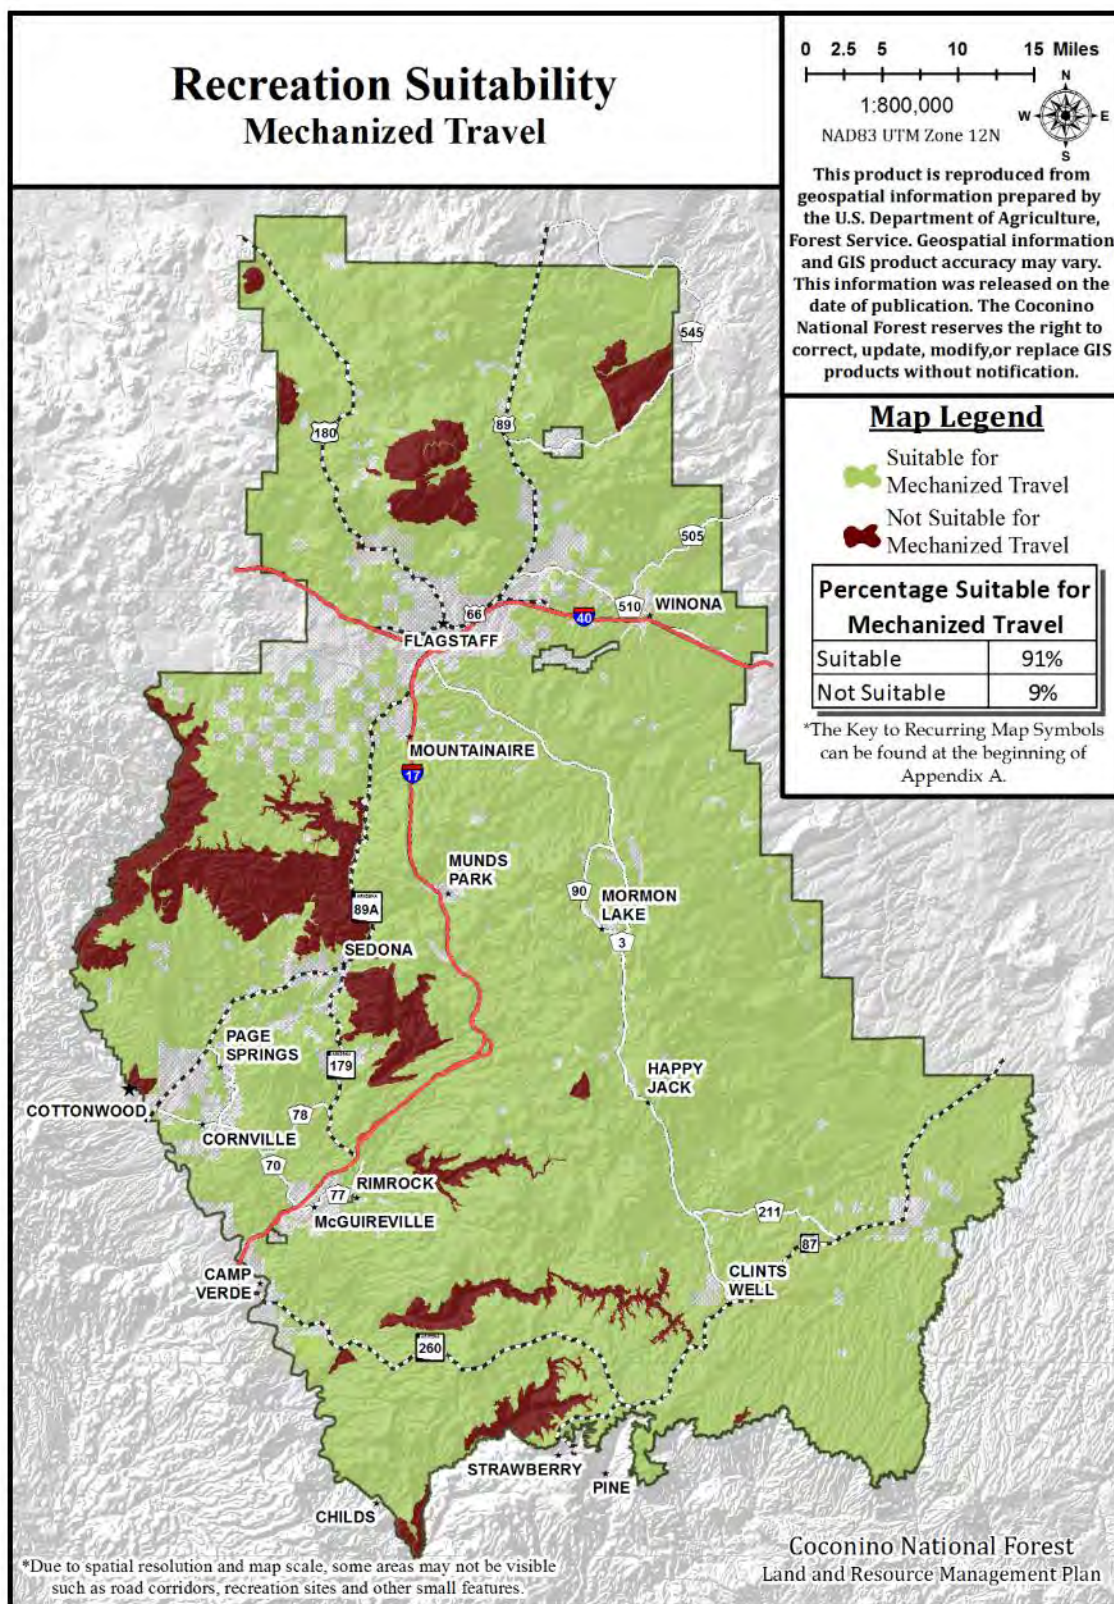 Recreation Suitability
Mechanized Travel
0 2.5 5 10 15 Miles
1:800,000
NAD83 UTM Zone 12N
N
W E
S
This product is reproduced from
geospatial information prepared by
the U.S. Department of Agriculture,
Forest Service. Geospatial information
and GIS product accuracy may vary.
This information was released on the
date of publication. The Coconino
National Forest reserves the right to
correct, update, modify,or replace GIS
products without notification.
Map Legend
Suitable for
Mechanized Travel
Not Suitable for
Mechanized Travel
Percentage Suitable for
Mechanized Travel
Suitable 91%
Not Suitable 9%
*The Key to Recurring Map Symbols
can be found at the beginning of
Appendix A.
545
180
89
505
510
WINONA
66
40
FLAGSTAFF
MOUNTAINAIRE
17
MUNDS
PARK
90
MORMON
LAKE
89A
3
SEDONA
PAGE
SPRINGS
179
HAPPY
JACK
COTTONWOOD
78
CORNVILLE
70
RIMROCK
77
McGUIREVILLE
211
87
CAMP
VERDE
CLINTS
WELL
260
STRAWBERRY
PINE
CHILDS
*Due to spatial resolution and map scale, some areas may not be visible
such as road corridors, recreation sites and other small features.
Coconino National Forest
Land and Resource Management Plan